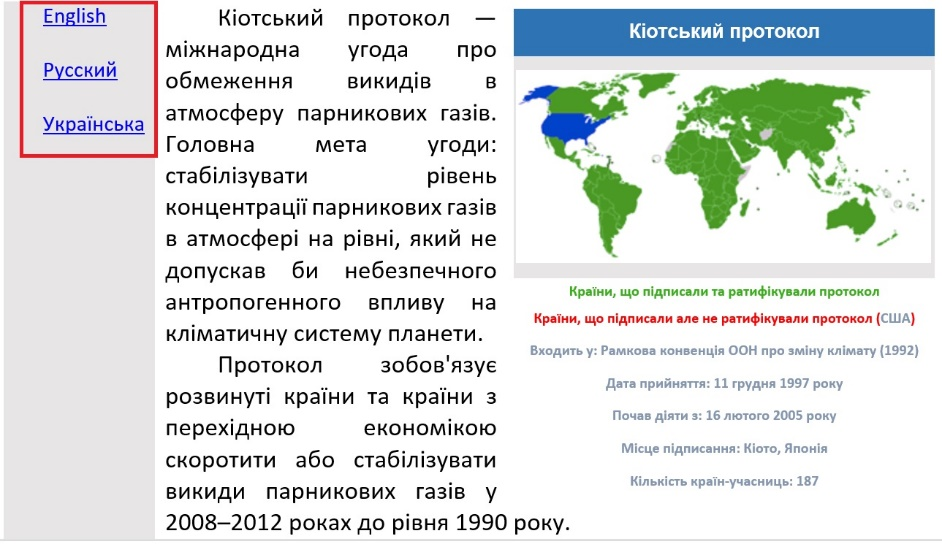 English
Русский
Українська
Кіотський протокол —
міжнародна угода про
обмеження викидів в
атмосферу парникових газів.
Головна мета угоди:
стабілізувати рівень
концентрації парникових газів
в атмосфері на рівні, який не
допускав би небезпечного
антропогенного впливу на
кліматичну систему планети.
Протокол зобов'язує
розвинуті країни та країни з
перехідною економікою
скоротити або стабілізувати
викиди парникових газів у
2008–2012 роках до рівня 1990 року.
Кіотський протокол
Країни, що підписали та ратифікували протокол
Країни, що підписали але не ратифікували протокол (США)
Входить у: Рамкова конвенція ООН про зміну клімату (1992)
Дата прийняття: 11 грудня 1997 року
Почав діяти з: 16 лютого 2005 року
Місце підписання: Кіото, Японія
Кількість країн-учасниць: 187